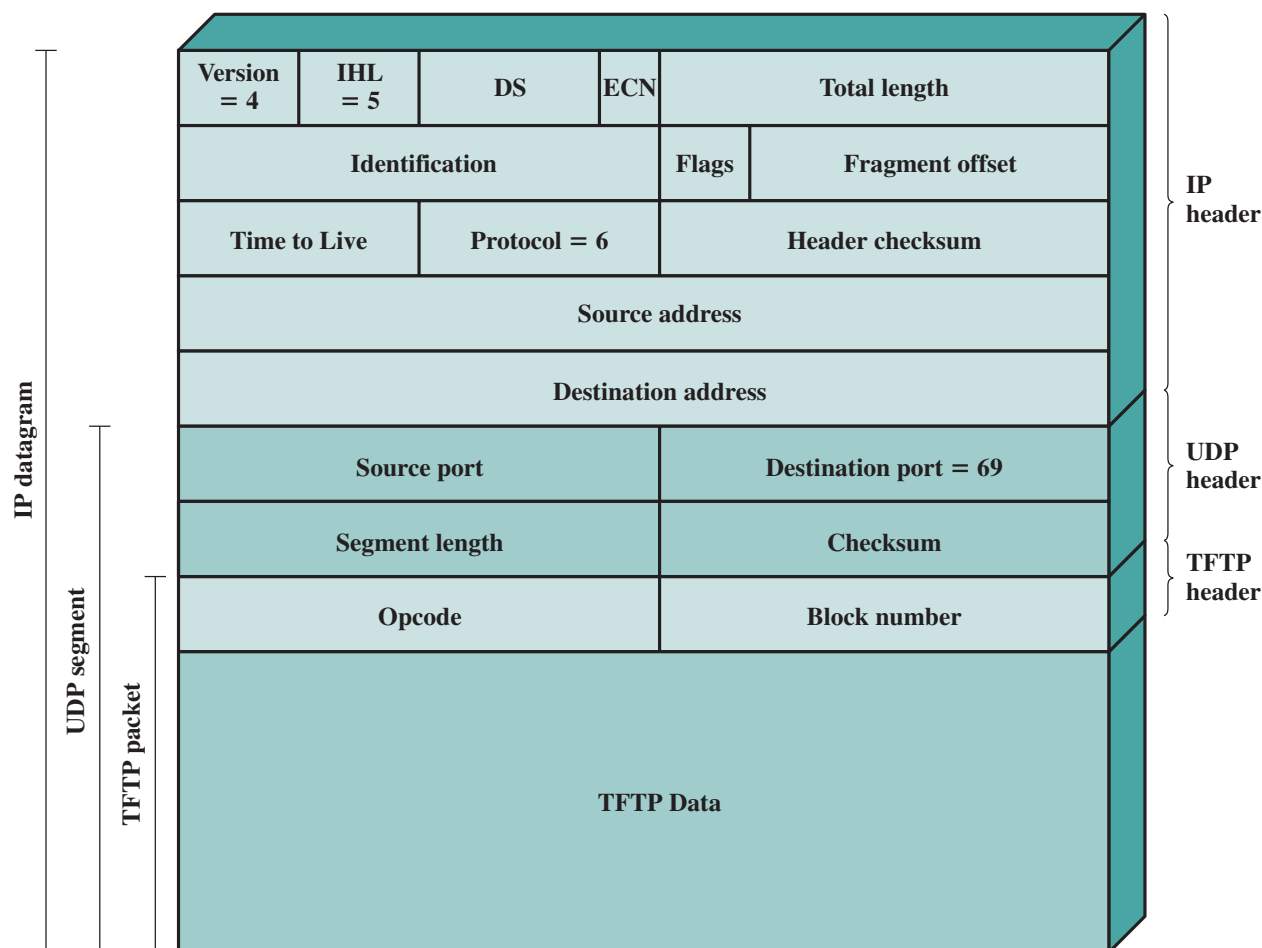 Version
= 4
IHL
= 5
DS
ECN
Total length
Identification
Flags
Fragment offset
Time to Live
Protocol = 6
Header checksum
Source address
Destination address
Source port
Destination port = 69
Segment length
Checksum
Opcode
Block number
TFTP Data
IP datagram
UDP segment
TFTP packet
IP
header
UDP
header
TFTP
header